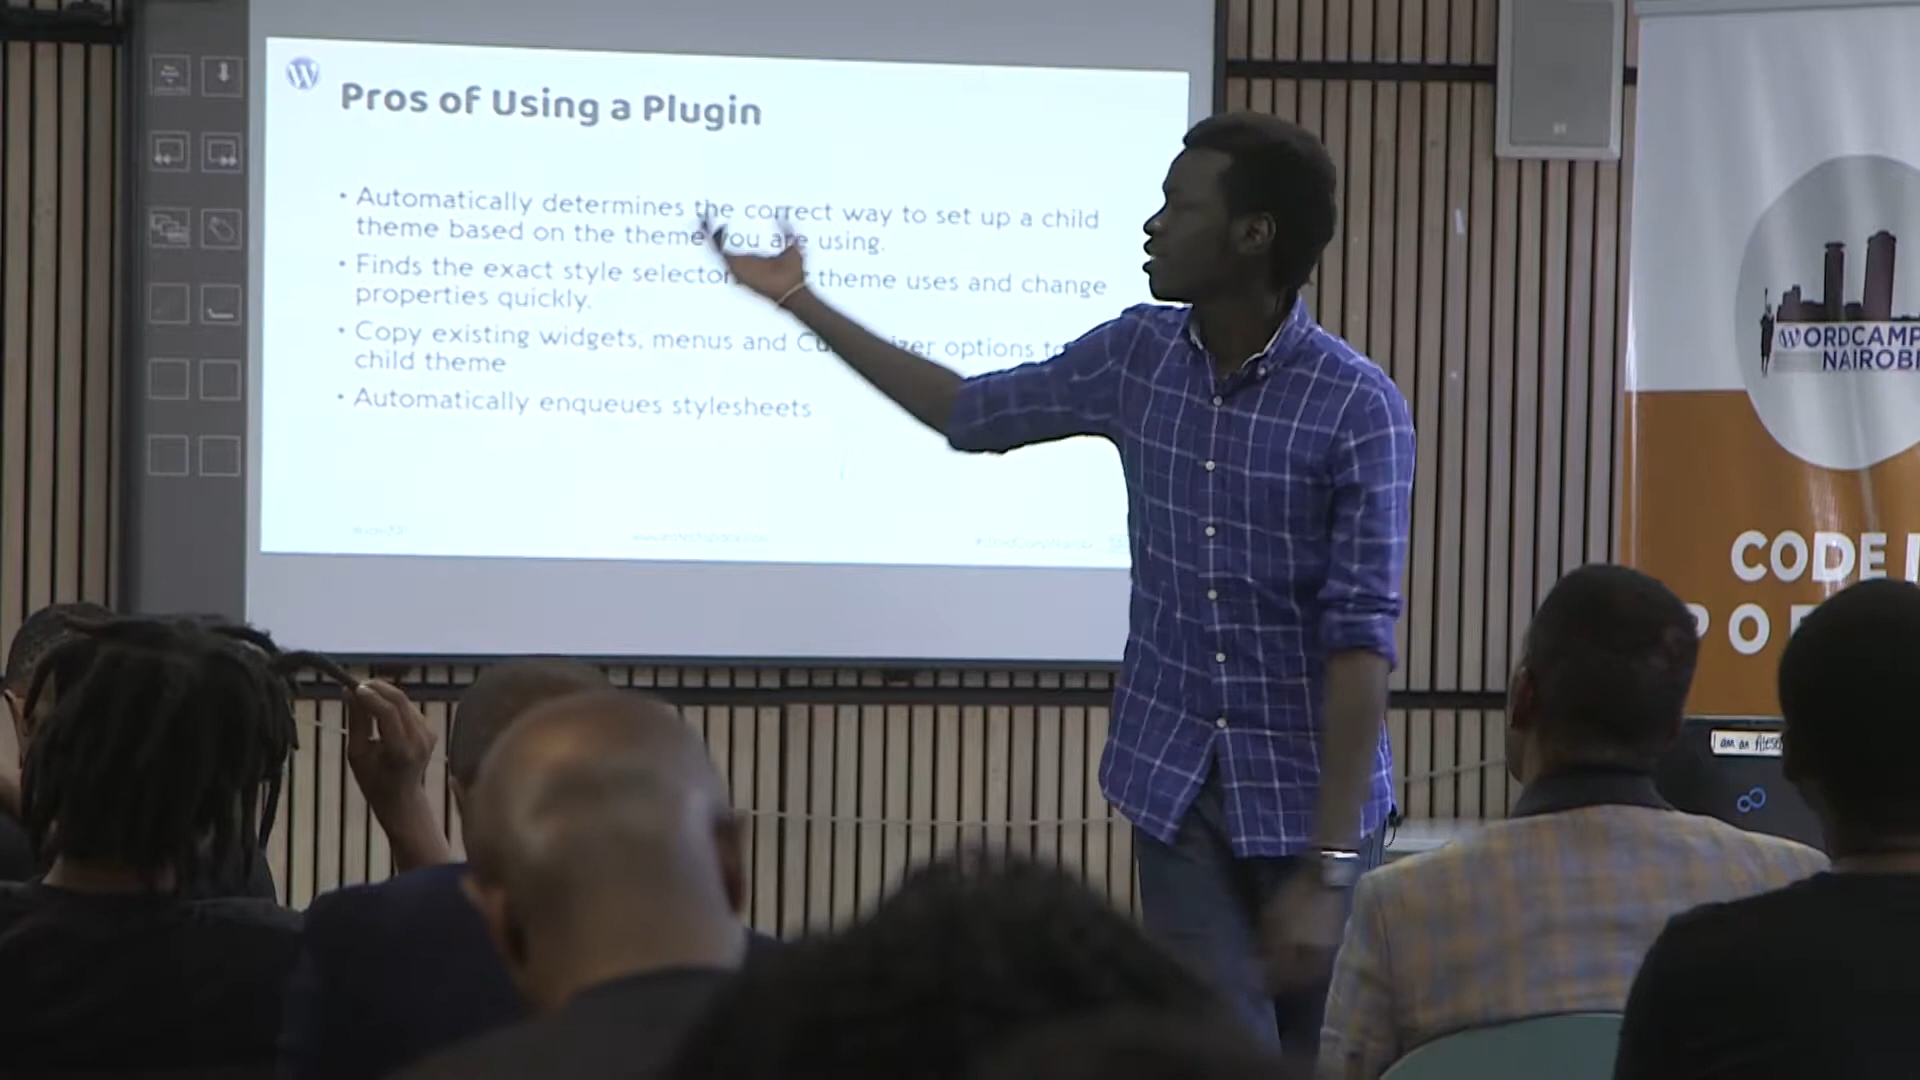 Pros of Using a Plugin
• Automatically determines the correct way to set up a child
theme based on the theme you are using.
• Finds the exact style selector theme uses and change
properties quickly.
• Copy existing widgets, menus and options
child theme
• Automatically enqueues stylesheets
WORDCAMP
NAIROBI
CODE
I am an